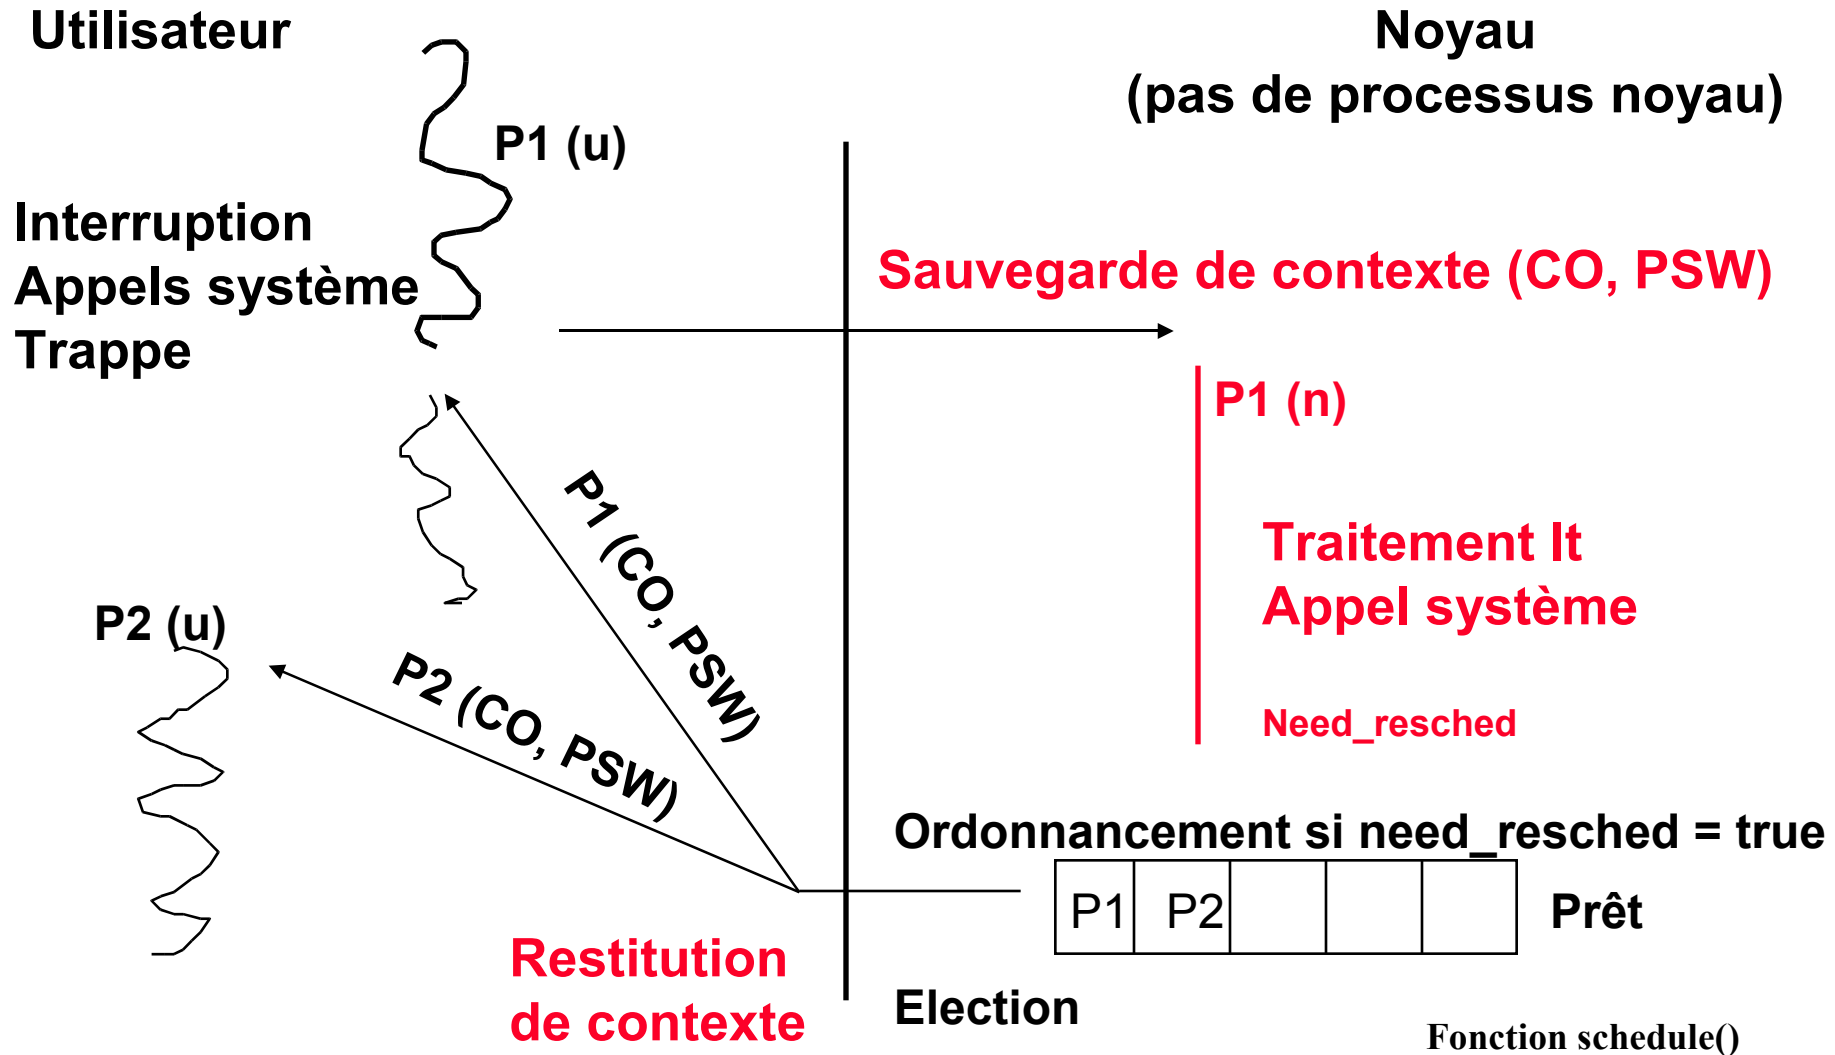 Utilisateur
Noyau
(pas de processus noyau)
P1 (u)
Interruption
Appels système
Trappe
Sauvegarde de contexte (CO, PSW)
P1 (n)
P1 (CO, PSW)
Traitement It
Appel système
P2 (u)
P2 (CO, PSW)
Need_resched
Ordonnancement si need_resched = true
P1 P2
Prêt
Restitution
de contexte
Election
Fonction schedule()